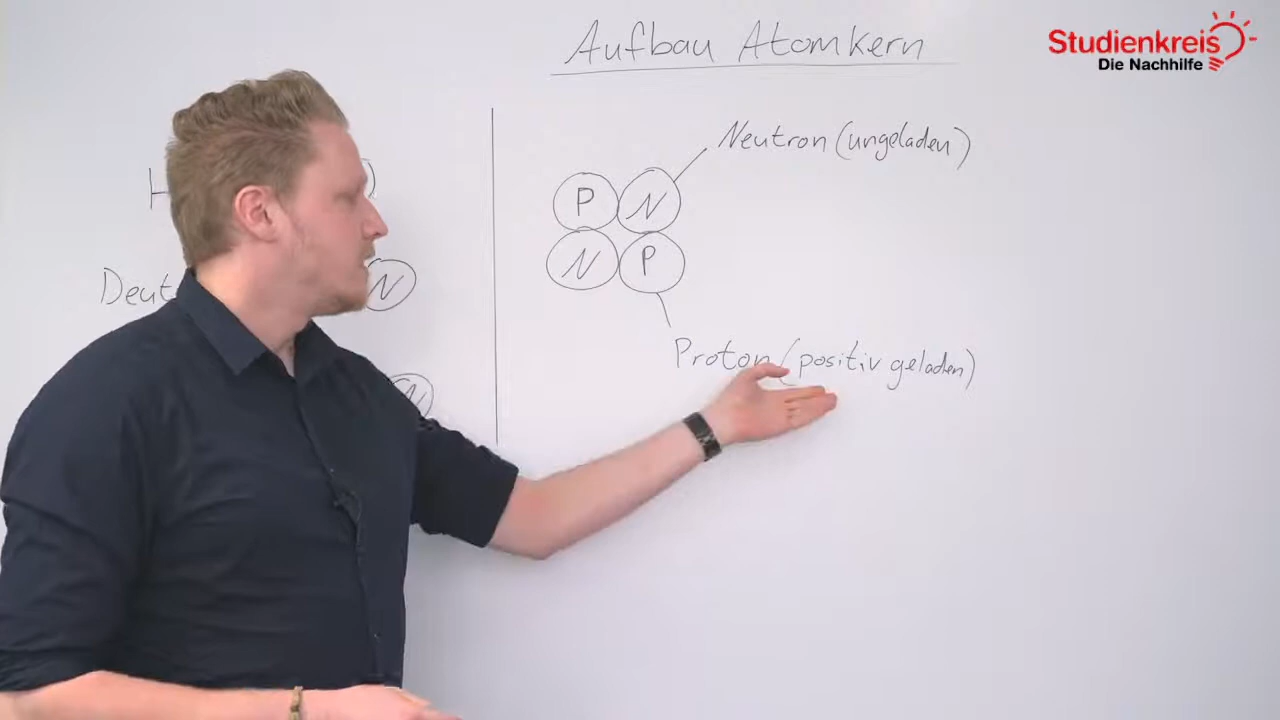 Aufbau Atomkern
Studienkreis
Die Nachhilfe
Neutron (ungeladen)
P N
N P
Proton (positiv geladen)
H
Deut
N
N